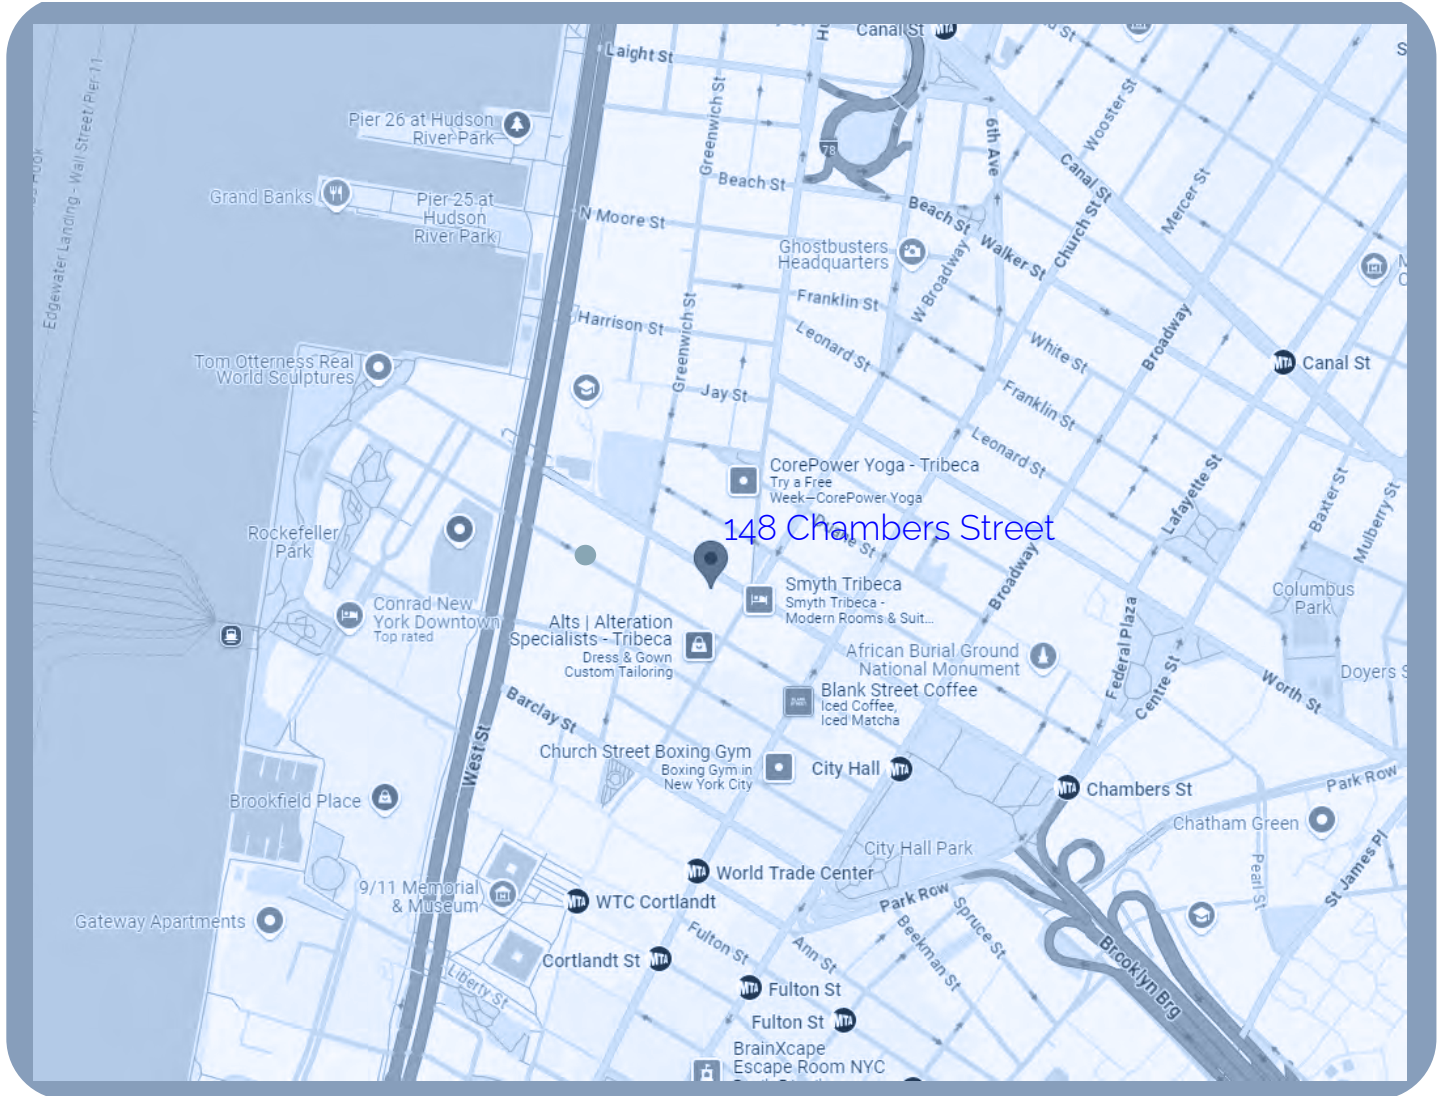 Canal St
Laight St
Greenwich St
6th Ave
Wooster St
Edgewater Landing - Wall Street/Pier 11
Pier 26 at Hudson
River Park
78
Canal St
Beach St
Mercer St
Grand Banks
Pier 25 at
Hudson
River Park
N Moore St
Beach St
Church St
Walker St
Ghostbusters
Headquarters
W Broadway
Franklin St
Harrison St
Greenwich St
Leonard St
White St
Broadway
Tom Otterness Real
World Sculptures
Canal St
Jay St
Franklin St
Leonard St
CorePower Yoga - Tribeca
Try a Free
Week—CorePower Yoga
Lafayette St
Baxter St
Mulberry St
148 Chambers Street
Duane St
Rockefeller
Park
Broadway
Smyth Tribeca
Smyth Tribeca -
Modern Rooms & Suit...
Columbus
Park
Conrad New
York Downtown
Top rated
Alts | Alteration
Specialists - Tribeca
Dress & Gown
Custom Tailoring
African Burial Ground
National Monument
Federal Plaza
Centre St
Doyers S
Worth St
Blank Street Coffee
Iced Coffee,
Iced Matcha
Barclay St
West St
Church Street Boxing Gym
Boxing Gym in
New York City
City Hall
Chambers St
Park Row
Brookfield Place
Chatham Green
City Hall Park
Pearl St
St James Pl
World Trade Center
9/11 Memorial
& Museum
WTC Cortlandt
Park Row
Gateway Apartments
Spruce St
Beekman St
Fulton St
Ann St
Brooklyn Brg
Cortlandt St
Liberty St
Fulton St
Fulton St
BrainXcape
Escape Room NYC